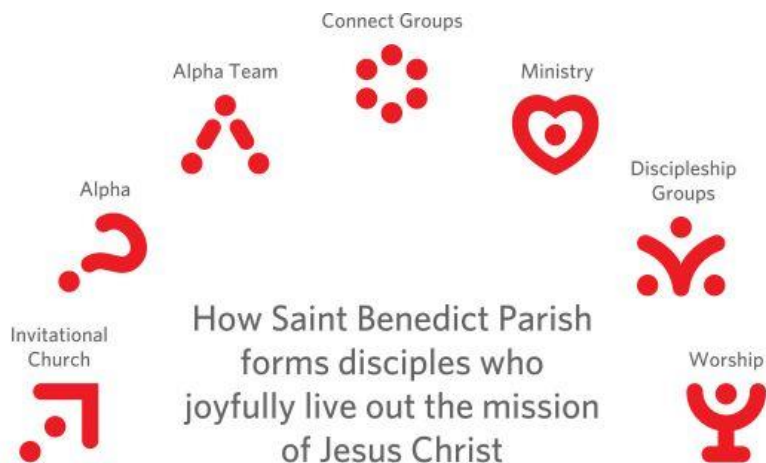 Connect Groups
Alpha Team
Ministry
Alpha
Discipleship
Groups
Invitational
Church
Worship
How Saint Benedict Parish
forms disciples who
joyfully live out the mission
of Jesus Christ